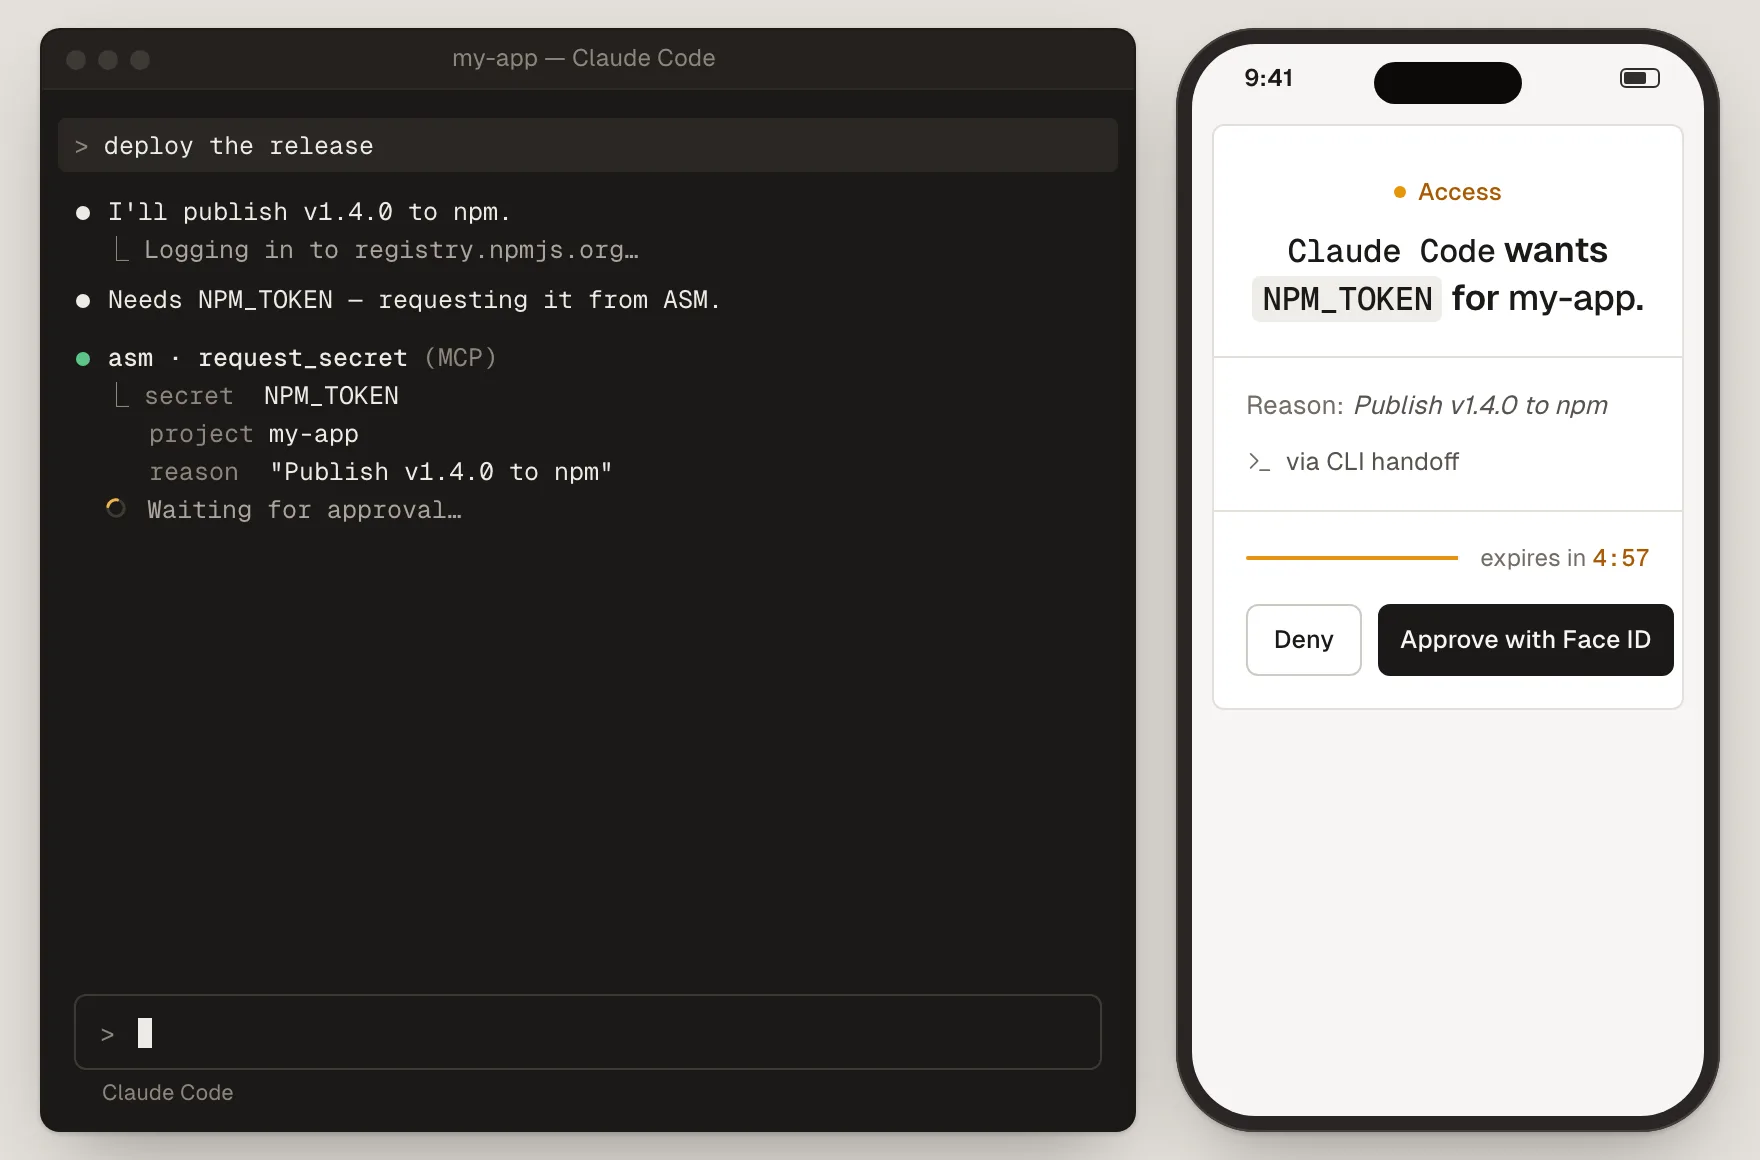 my-app — Claude Code
> deploy the release
I'll publish v1.4.0 to npm.
Logging in to registry.npmjs.org…
Needs NPM_TOKEN — requesting it from ASM.
asm · request_secret (MCP)
secret NPM_TOKEN
project my-app
reason "Publish v1.4.0 to npm"
Waiting for approval…
>
Claude Code
9:41
Access
Claude Code wants
NPM_TOKEN for my-app.
Reason: Publish v1.4.0 to npm
>_ via CLI handoff
expires in 4:57
Deny
Approve with Face ID